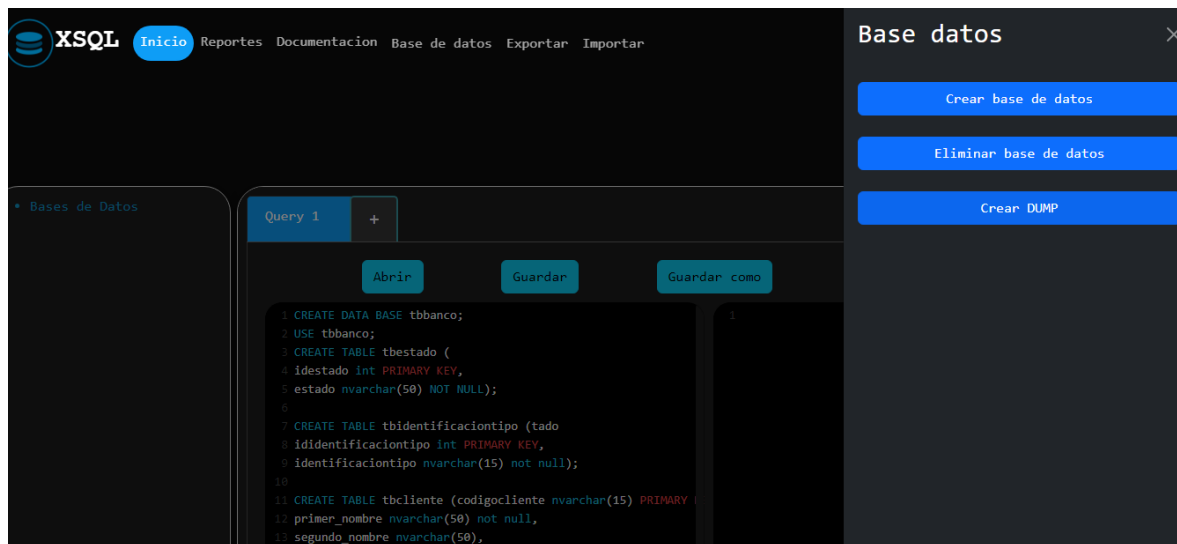 XSQL Inicio Reportes Documentacion Base de datos Exportar Importar
Base datos
Crear base de datos
Eliminar base de datos
Crear DUMP
• Bases de Datos
Query 1 +
Abrir Guardar Guardar como
1 CREATE DATA BASE tbbanco;
2 USE tbbanco;
3 CREATE TABLE tbestado (
4 idestado int PRIMARY KEY,
5 estado nvarchar(50) NOT NULL);
6
7 CREATE TABLE tbidentificaciontipo (tado
8 ididentificaciontipo int PRIMARY KEY,
9 identificaciontipo nvarchar(15) not null);
10
11 CREATE TABLE tbcliente (codigocliente nvarchar(15) PRIMARY
12 primer_nombre nvarchar(50) not null,
13 segundo_nombre nvarchar(50),
1